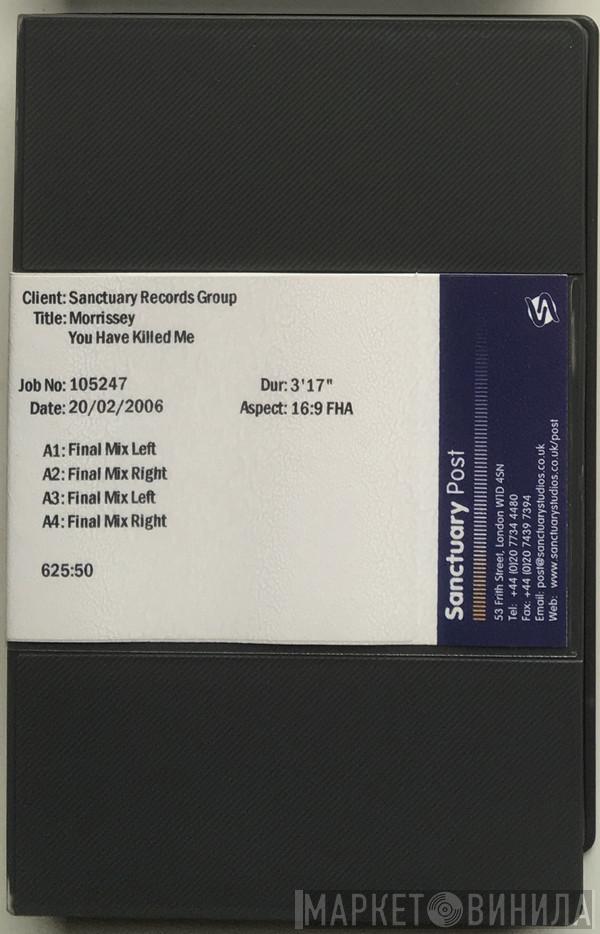 Client: Sanctuary Records Group
Title: Morrissey
You Have Killed Me
Job No: 105247
Dur: 3'17"
Date: 20/02/2006
Aspect: 16:9 FHA
A1: Final Mix Left
A2: Final Mix Right
A3: Final Mix Left
A4: Final Mix Right
625:50
Sanctuary Post
53 Frith Street, London W1D 4SN
Tel: +44 (0)20 7734 4480
Fax: +44 (0)20 7439 7394
Email: post@sanctuarystudios.co.uk
Web: www.sanctuarystudios.co.uk/post
МАРКЕТ ВИНИЛА